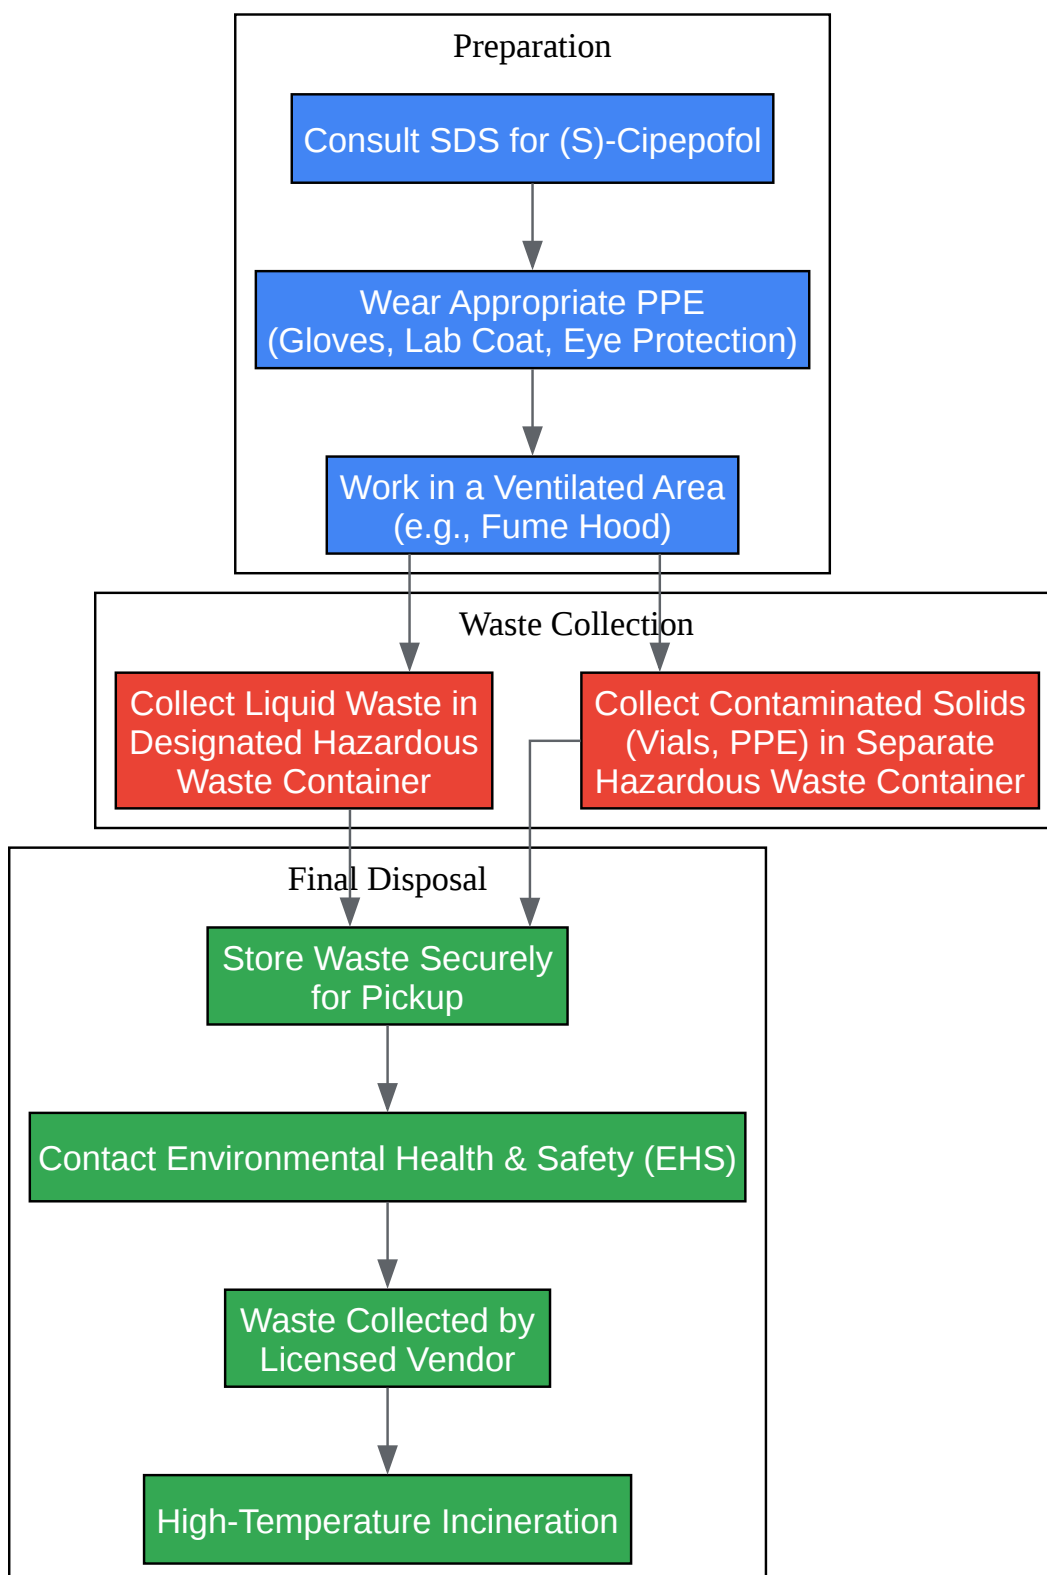 Preparation
Consult SDS for (S)-Cipepofol
Wear Appropriate PPE
(Gloves, Lab Coat, Eye Protection)
Work in a Ventilated Area
(e.g., Fume Hood)
Waste Collection
Collect Liquid Waste in
Designated Hazardous
Waste Container
Collect Contaminated Solids
(Vials, PPE) in Separate
Hazardous Waste Container
Final Disposal
Store Waste Securely
for Pickup
Contact Environmental Health & Safety (EHS)
Waste Collected by
Licensed Vendor
High-Temperature Incineration